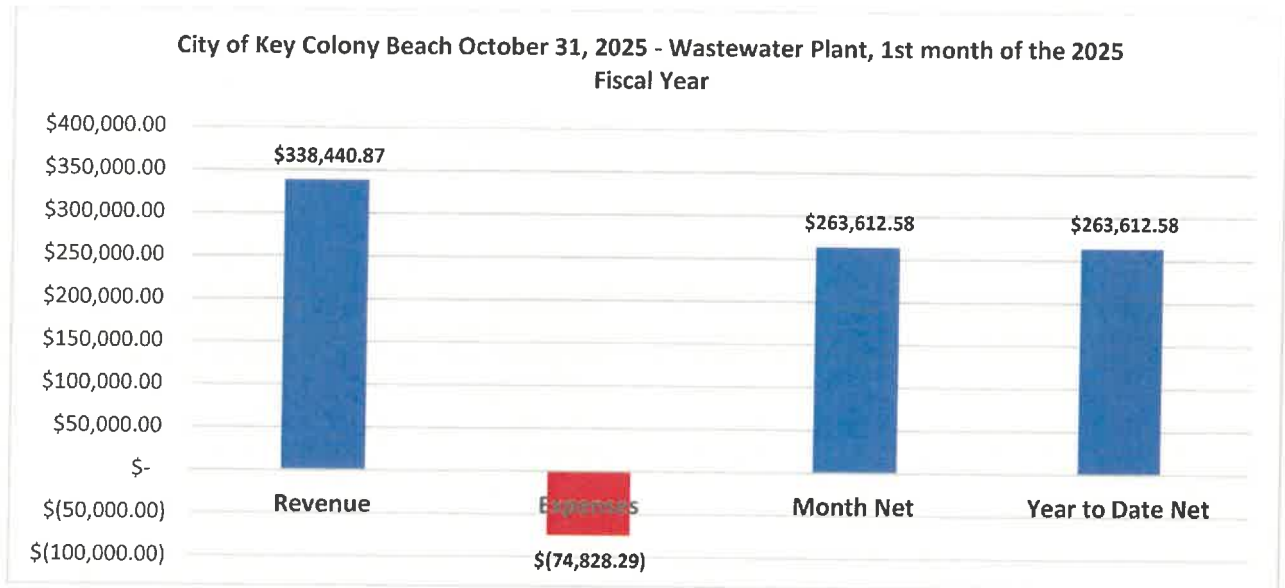 City of Key Colony Beach October 31, 2025 - Wastewater Plant, 1st month of the 2025
Fiscal Year
$400,000.00
$350,000.00
$300,000.00
$250,000.00
$200,000.00
$150,000.00
$100,000.00
$50,000.00
$-
$(50,000.00)
$(100,000.00)
$338,440.87
$(74,828.29)
$263,612.58
$263,612.58
Revenue
Expenses
Month Net
Year to Date Net